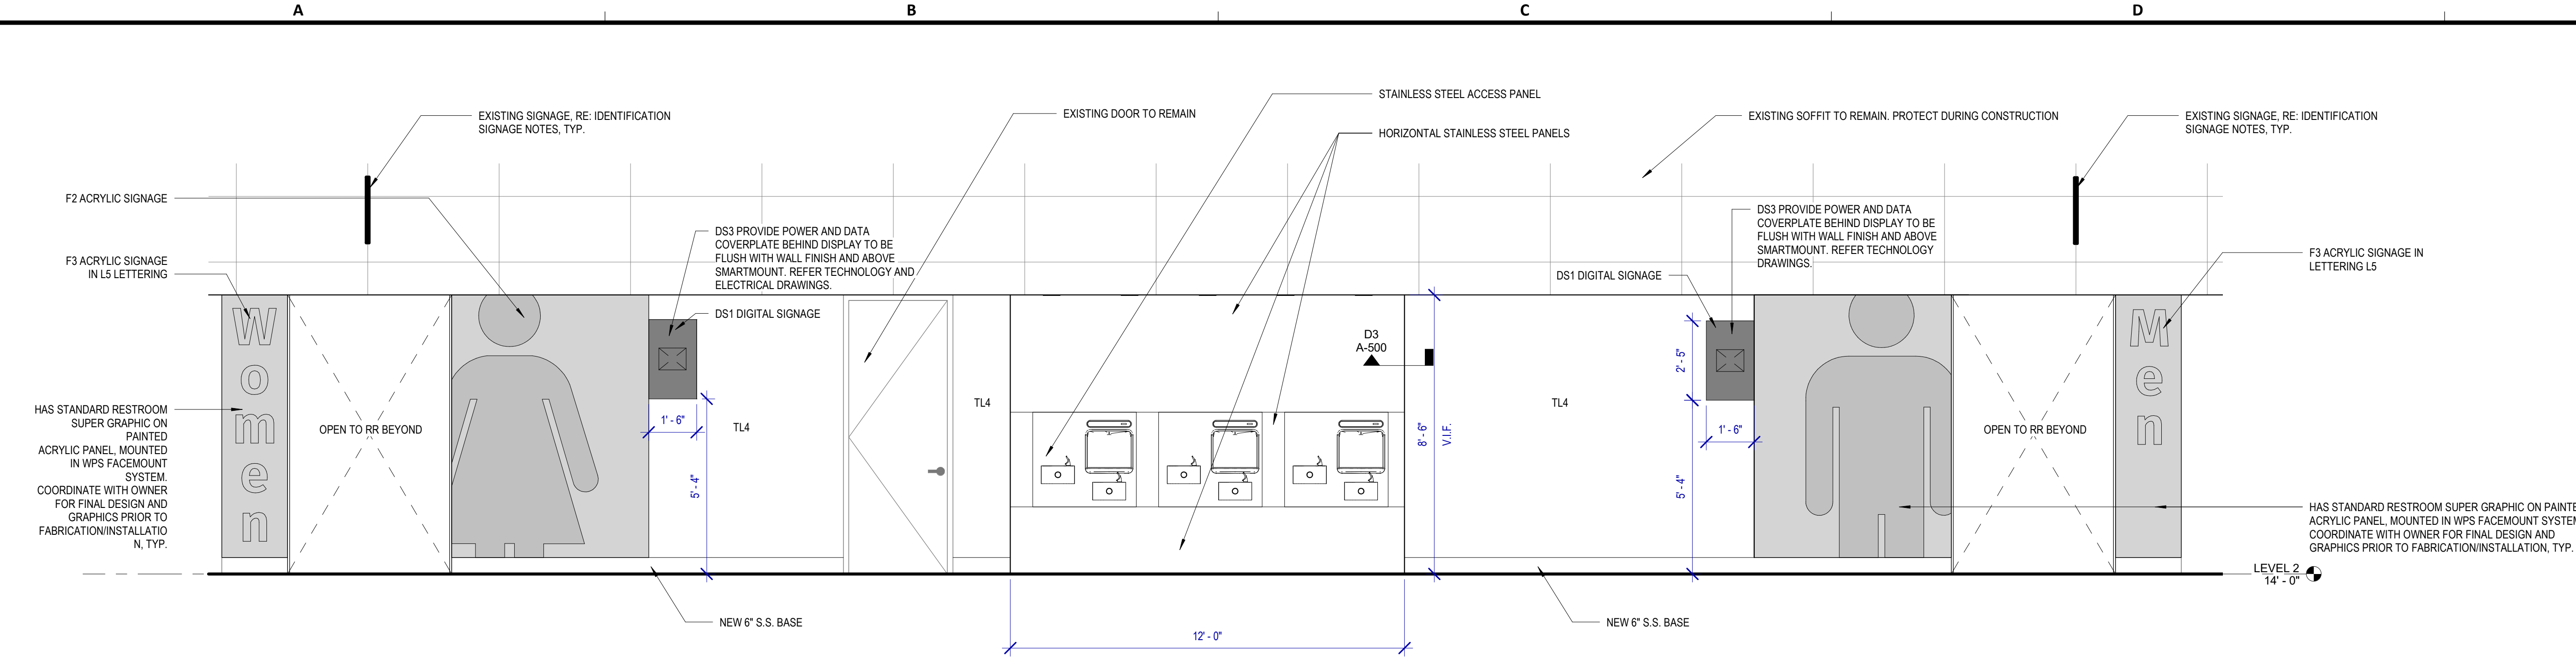 A
B
C
D
STAINLESS STEEL ACCESS PANEL
EXISTING SIGNAGE, RE: IDENTIFICATION
SIGNAGE NOTES, TYP.
EXISTING DOOR TO REMAIN
HORIZONTAL STAINLESS STEEL PANELS
EXISTING SOFFIT TO REMAIN. PROTECT DURING CONSTRUCTION
EXISTING SIGNAGE, RE: IDENTIFICATION
SIGNAGE NOTES, TYP.
F2 ACRYLIC SIGNAGE
F3 ACRYLIC SIGNAGE
IN L5 LETTERING
DS3 PROVIDE POWER AND DATA
COVERPLATE BEHIND DISPLAY TO BE
FLUSH WITH WALL FINISH AND ABOVE
SMARTMOUNT. REFER TECHNOLOGY AND
ELECTRICAL DRAWINGS.
DS1 DIGITAL SIGNAGE
DS3 PROVIDE POWER AND DATA
COVERPLATE BEHIND DISPLAY TO BE
FLUSH WITH WALL FINISH AND ABOVE
SMARTMOUNT. REFER TECHNOLOGY
DRAWINGS.
DS1 DIGITAL SIGNAGE
F3 ACRYLIC SIGNAGE IN
LETTERING L5
Women
HAS STANDARD RESTROOM
SUPER GRAPHIC ON
PAINTED
ACRYLIC PANEL, MOUNTED
IN WPS FACEMOUNT
SYSTEM.
COORDINATE WITH OWNER
FOR FINAL DESIGN AND
GRAPHICS PRIOR TO
FABRICATION/INSTALLATIO
N, TYP.
OPEN TO RR BEYOND
1' - 6"
5' - 4"
TL4
TL4
D3
A-500
8' - 6"
V.I.F.
TL4
2' - 5"
1' - 6"
5' - 4"
OPEN TO RR BEYOND
Men
HAS STANDARD RESTROOM SUPER GRAPHIC ON PAINTE
ACRYLIC PANEL, MOUNTED IN WPS FACEMOUNT SYSTEM
COORDINATE WITH OWNER FOR FINAL DESIGN AND
GRAPHICS PRIOR TO FABRICATION/INSTALLATION, TYP.
LEVEL 2
14' - 0"
NEW 6" S.S. BASE
12' - 0"
NEW 6" S.S. BASE